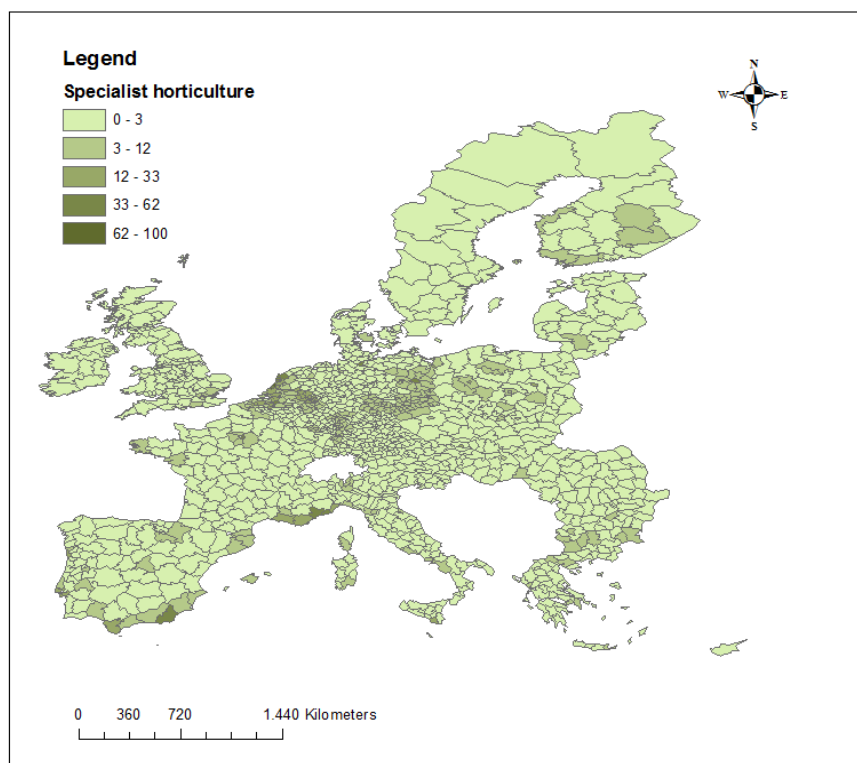 Legend
Specialist horticulture
0 - 3
3 - 12
12 - 33
33 - 62
62 - 100
N
W E
S
0 360 720 1.440 Kilometers